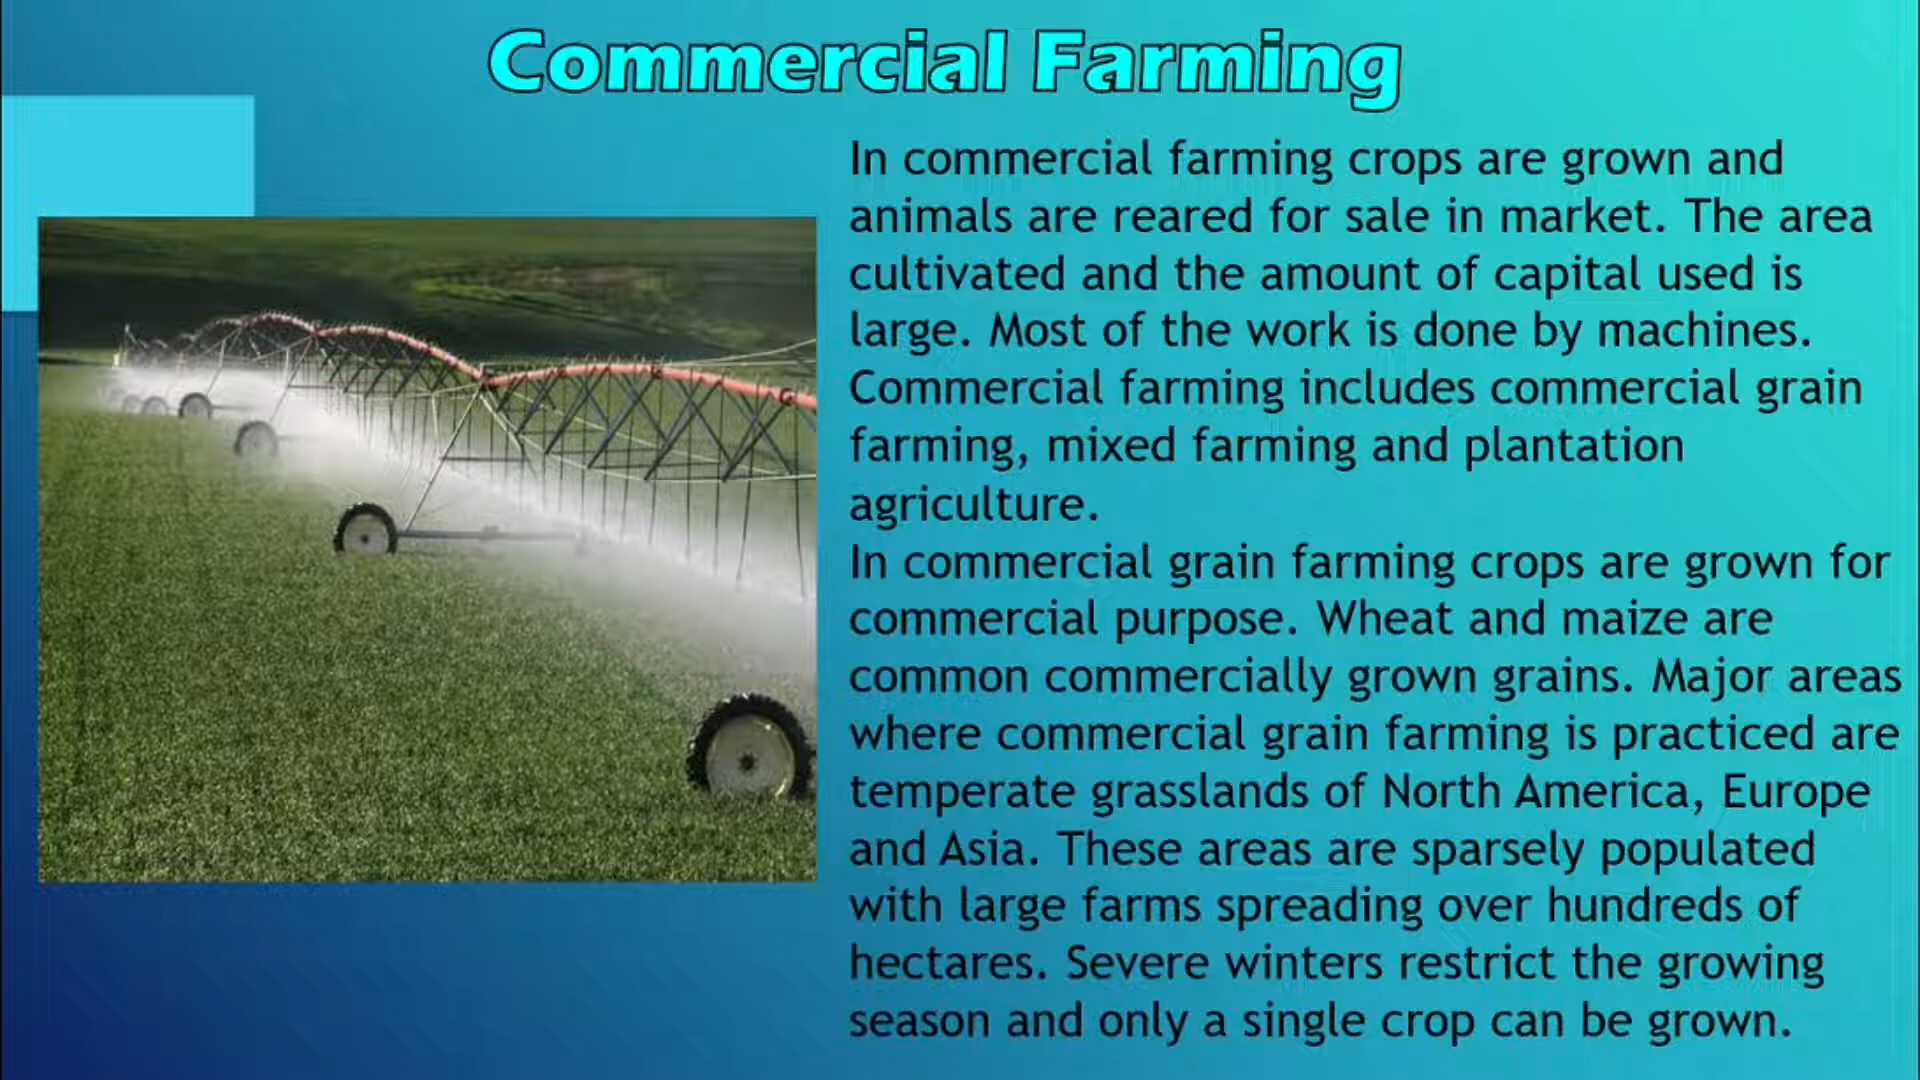 Commercial Farming
In commercial farming crops are grown and
animals are reared for sale in market. The area
cultivated and the amount of capital used is
large. Most of the work is done by machines.
Commercial farming includes commercial grain
farming, mixed farming and plantation
agriculture.
In commercial grain farming crops are grown for
commercial purpose. Wheat and maize are
common commercially grown grains. Major areas
where commercial grain farming is practiced are
temperate grasslands of North America, Europe
and Asia. These areas are sparsely populated
with large farms spreading over hundreds of
hectares. Severe winters restrict the growing
season and only a single crop can be grown.